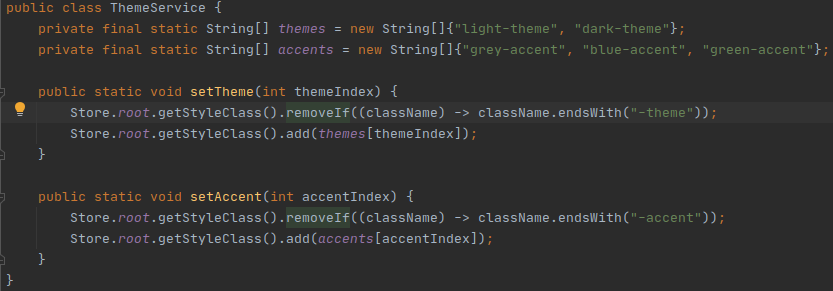 public class ThemeService {
    private final static String[] themes = new String[]{"light-theme", "dark-theme"};
    private final static String[] accents = new String[]{"grey-accent", "blue-accent", "green-accent"};

    public static void setTheme(int themeIndex) {
        Store.root.getStyleClass().removeIf((className) -> className.endsWith("-theme"));
        Store.root.getStyleClass().add(themes[themeIndex]);
    }

    public static void setAccent(int accentIndex) {
        Store.root.getStyleClass().removeIf((className) -> className.endsWith("-accent"));
        Store.root.getStyleClass().add(accents[accentIndex]);
    }
}